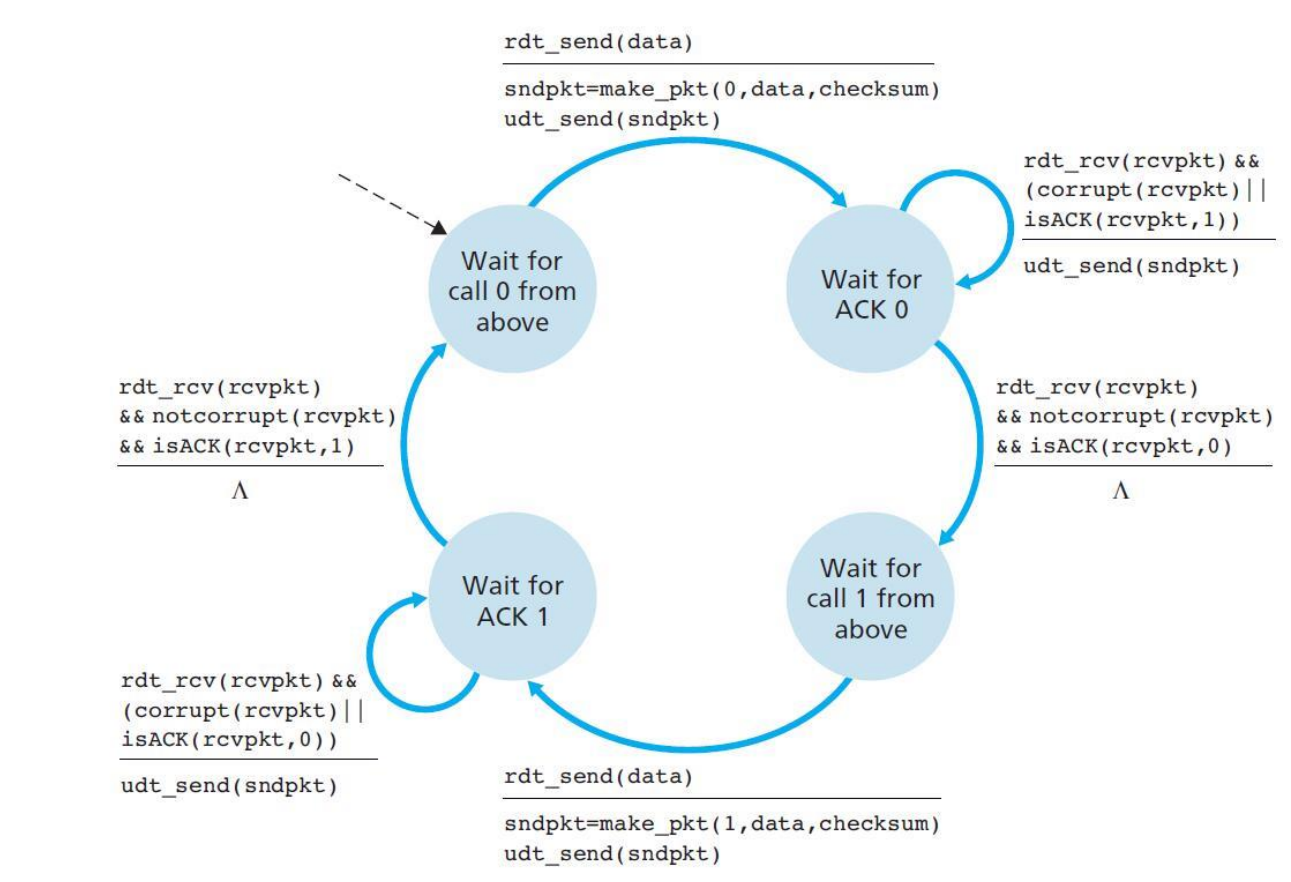 rdt_send(data)
sndpkt=make_pkt(0,data,checksum)
udt_send(sndpkt)
rdt_rcv(rcvpkt) &&
(corrupt(rcvpkt)||
isACK(rcvpkt,1))
udt_send(sndpkt)
Wait for
call 0 from
above
Wait for
ACK 0
rdt_rcv(rcvpkt)
&& notcorrupt(rcvpkt)
&& isACK(rcvpkt,1)
Λ
rdt_rcv(rcvpkt)
&& notcorrupt(rcvpkt)
&& isACK(rcvpkt,0)
Λ
Wait for
ACK 1
Wait for
call 1 from
above
rdt_rcv(rcvpkt) &&
(corrupt(rcvpkt)||
isACK(rcvpkt,0))
udt_send(sndpkt)
rdt_send(data)
sndpkt=make_pkt(1,data,checksum)
udt_send(sndpkt)